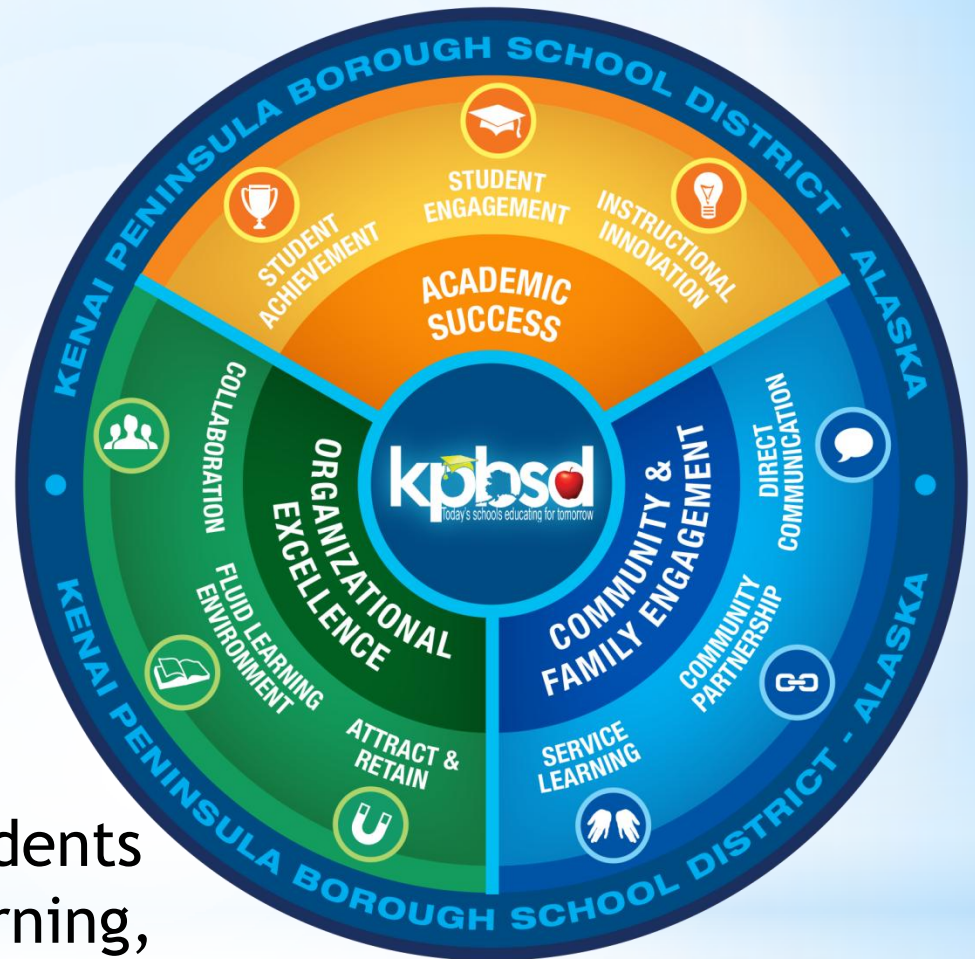 KENAI PENINSULA BOROUGH SCHOOL DISTRICT - ALASKA
STUDENT
ACHIEVEMENT
STUDENT
ENGAGEMENT
INSTRUCTIONAL
INNOVATION
ACADEMIC
SUCCESS
COLLABORATION
FLUID LEARNING
ENVIRONMENT
ATTRACT &
RETAIN
ORGANIZATIONAL
EXCELLENCE
kpbsd
Today's schools educating for tomorrow
COMMUNITY &
FAMILY ENGAGEMENT
DIRECT
COMMUNICATION
COMMUNITY
PARTNERSHIP
SERVICE
LEARNING
KENAI PENINSULA BOROUGH SCHOOL DISTRICT - ALASKA